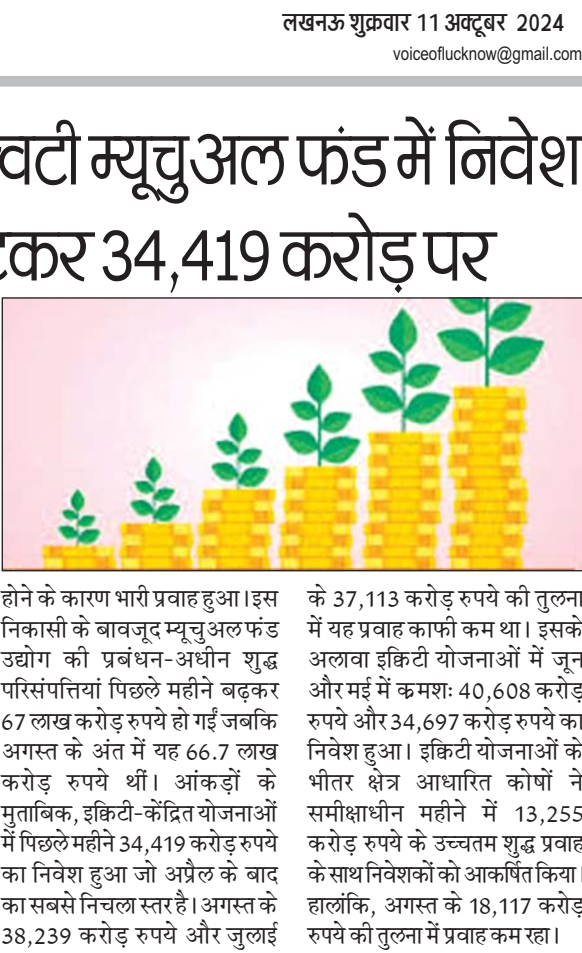 लखनऊ शुक्रवार 11 अक्टूबर 2024
voiceoflucknow@gmail.com
म्यूचुअल फंड में निवेश
34,419 करोड़ पर
होने के कारण भारी प्रवाह हुआ। इस
निकासी के बावजूद म्यूचुअल फंड
उद्योग की प्रबंधन-अधीन शुद्ध
परिसंपत्तियां पिछले महीने बढ़कर
67 लाख करोड़ रुपये हो गईं जबकि
अगस्त के अंत में यह 66.7 लाख
करोड़ रुपये थीं। आंकड़ों के
मुताबिक, इक्विटी-केंद्रित योजनाओं
में पिछले महीने 34,419 करोड़ रुपये
का निवेश हुआ जो अप्रैल के बाद
का सबसे निचला स्तर है। अगस्त के
38,239 करोड़ रुपये और जुलाई
के 37,113 करोड़ रुपये की तुलना
में यह प्रवाह काफी कम था। इसके
अलावा इक्विटी योजनाओं में जून
और मई में क्रमशः 40,608 करोड़
रुपये और 34,697 करोड़ रुपये का
निवेश हुआ। इक्विटी योजनाओं के
भीतर क्षेत्र आधारित कोषों ने
समीक्षाधीन महीने में 13,255
करोड़ रुपये के उच्चतम शुद्ध प्रवाह
के साथ निवेशकों को आकर्षित किया।
हालांकि, अगस्त के 18,117 करोड़
रुपये की तुलना में प्रवाह कम रहा।